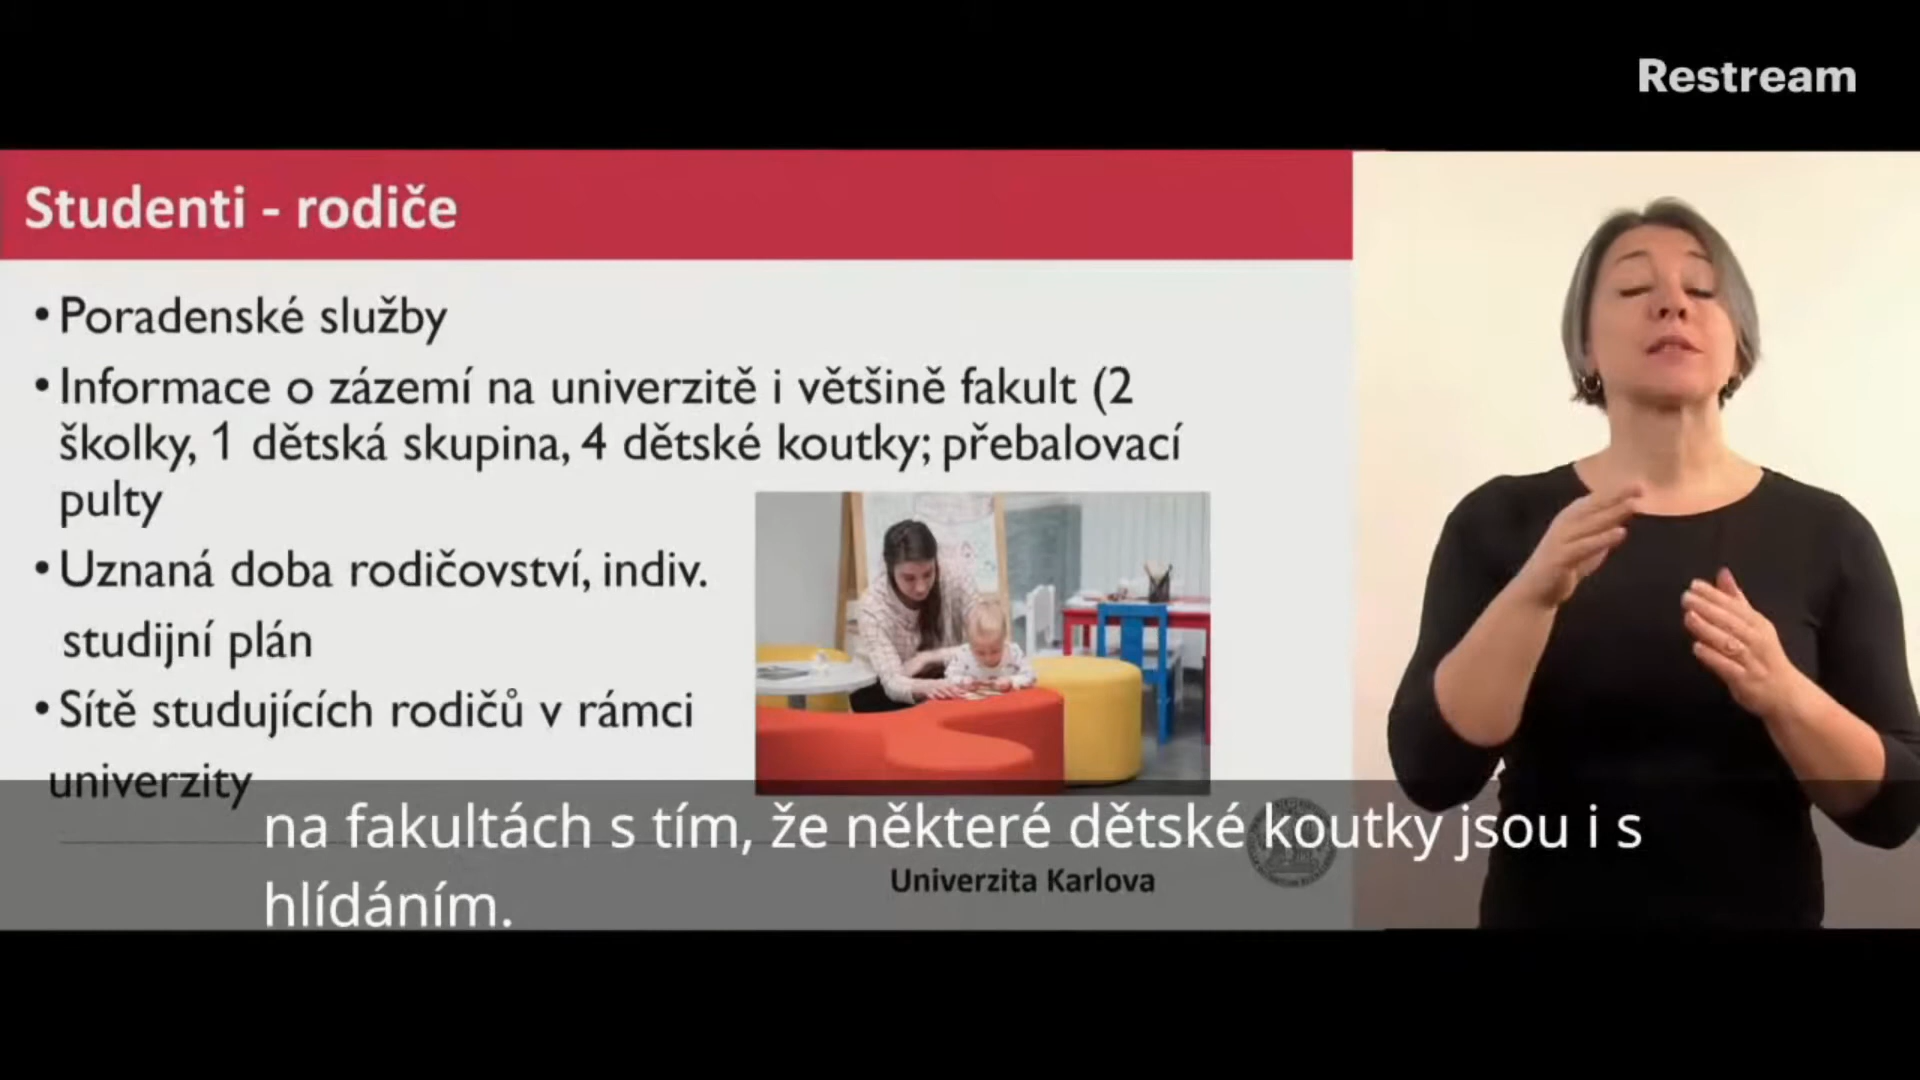 Restream
Studenti - rodiče
• Poradenské služby
• Informace o zázemí na univerzitě i většině fakult (2
školky, 1 dětská skupina, 4 dětské koutky; přebalovací
pulty
• Uznaná doba rodičovství, indiv.
studijní plán
• Sítě studujících rodičů v rámci
univerzity
na fakultách s tím, že některé dětské koutky jsou i s
hlídáním.
Univerzita Karlova